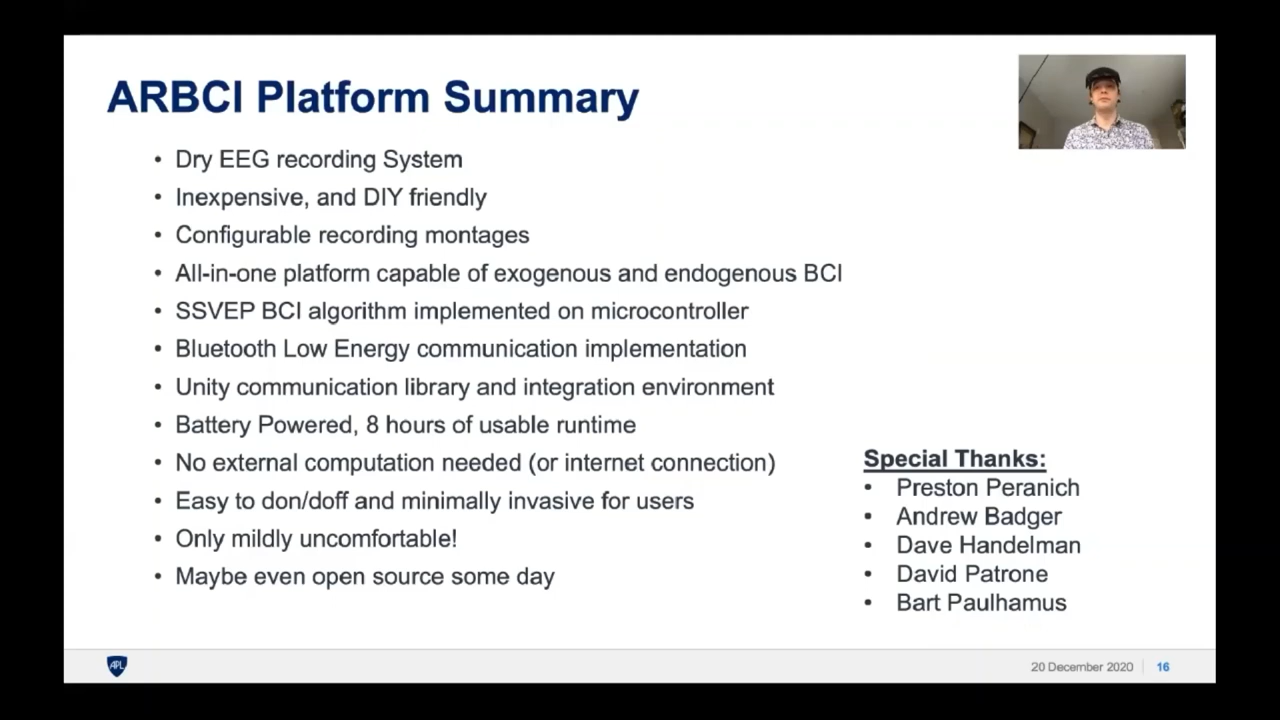 ARBCI Platform Summary
• Dry EEG recording System
• Inexpensive, and DIY friendly
• Configurable recording montages
• All-in-one platform capable of exogenous and endogenous BCI
• SSVEP BCI algorithm implemented on microcontroller
• Bluetooth Low Energy communication implementation
• Unity communication library and integration environment
• Battery Powered, 8 hours of usable runtime
• No external computation needed (or internet connection)
• Easy to don/doff and minimally invasive for users
• Only mildly uncomfortable!
• Maybe even open source some day
Special Thanks:
• Preston Peranich
• Andrew Badger
• Dave Handelman
• David Patrone
• Bart Paulhamus
APL
20 December 2020
16